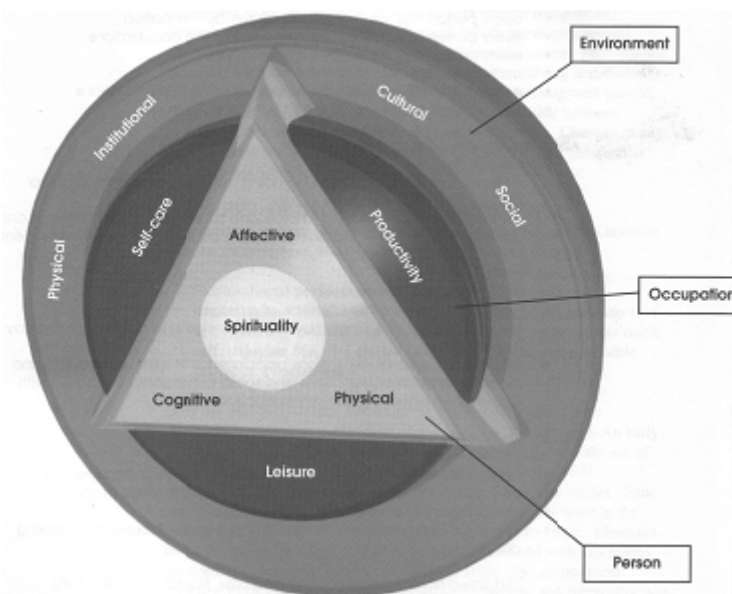 Environment
Cultural
Institutional
Social
Self-care
Productivity
Physical
Affective
Occupation
Spirituality
Cognitive
Physical
Leisure
Person